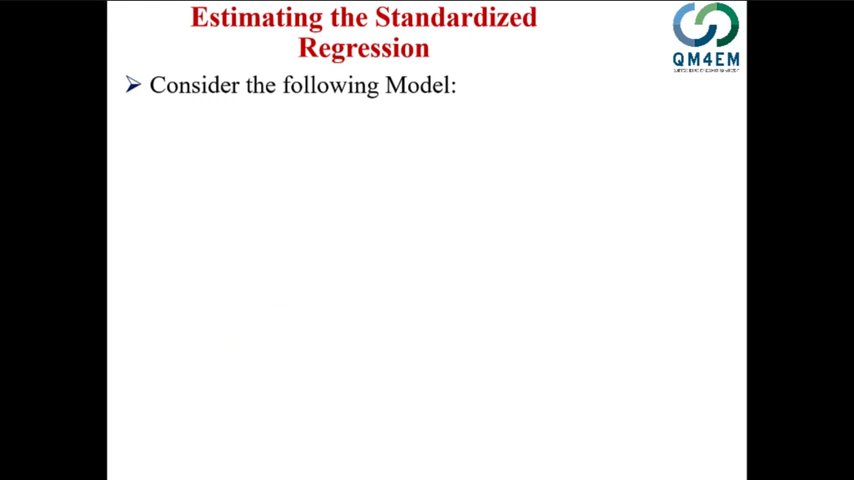 Estimating the Standardized
Regression
➢ Consider the following Model:
QM4EM